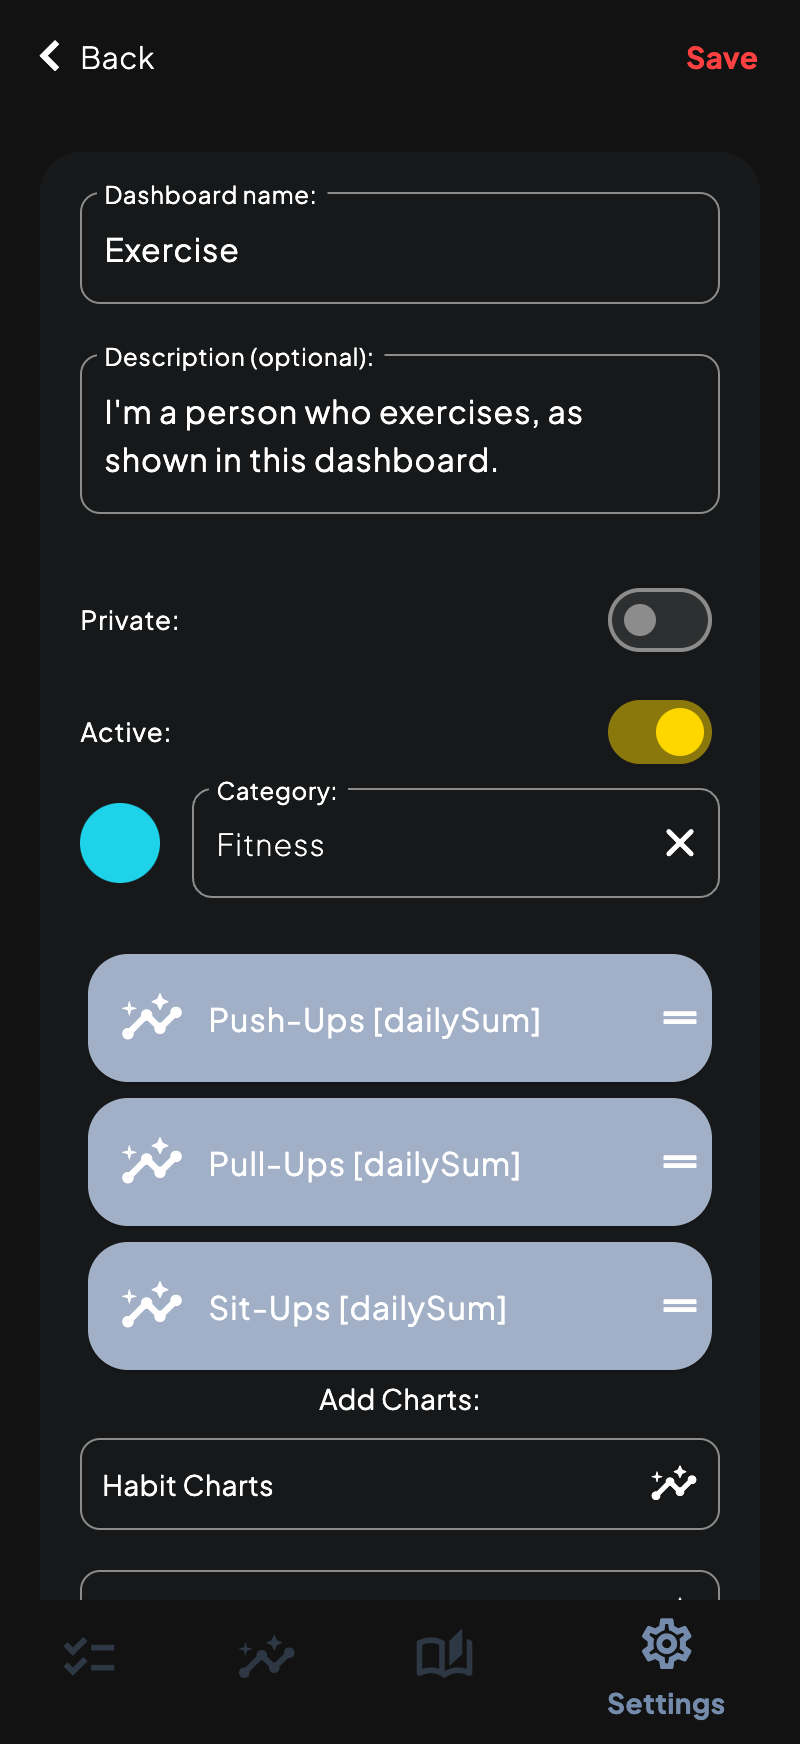 Back
Save
Dashboard name:
Exercise
Description (optional):
I'm a person who exercises, as
shown in this dashboard.
Private:
Active:
Category:
Fitness
Push-Ups [dailySum]
Pull-Ups [dailySum]
Sit-Ups [dailySum]
Add Charts:
Habit Charts
Settings